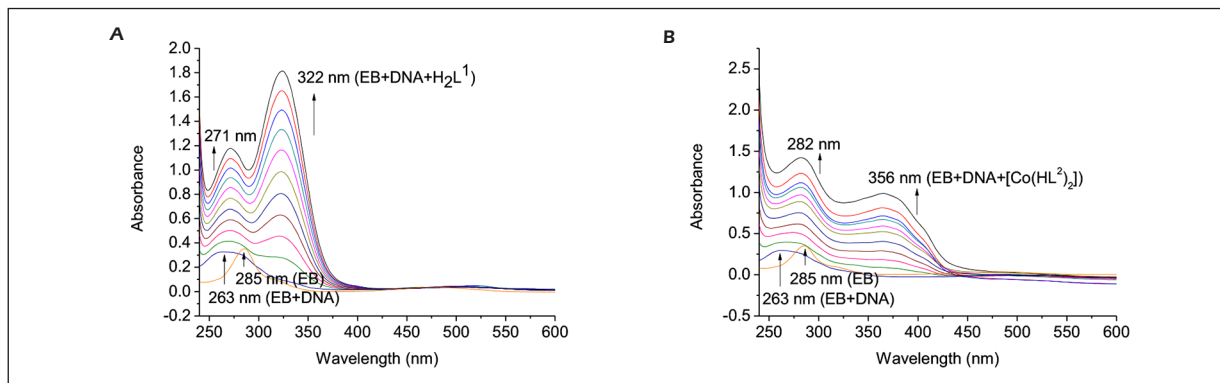 A
2.0
1.8
1.6
1.4
1.2
1.0
0.8
0.6
0.4
0.2
0.0
-0.2
Absorbance
322 nm (EB+DNA+H2L1)
271 nm
285 nm (EB)
263 nm (EB+DNA)
250 300 350 400 450 500 550 600
Wavelength (nm)
B
2.5
2.0
1.5
1.0
0.5
0.0
-0.5
Absorbance
282 nm
356 nm (EB+DNA+[Co(HL2)2])
285 nm (EB)
263 nm (EB+DNA)
250 300 350 400 450 500 550 600
Wavelength (nm)